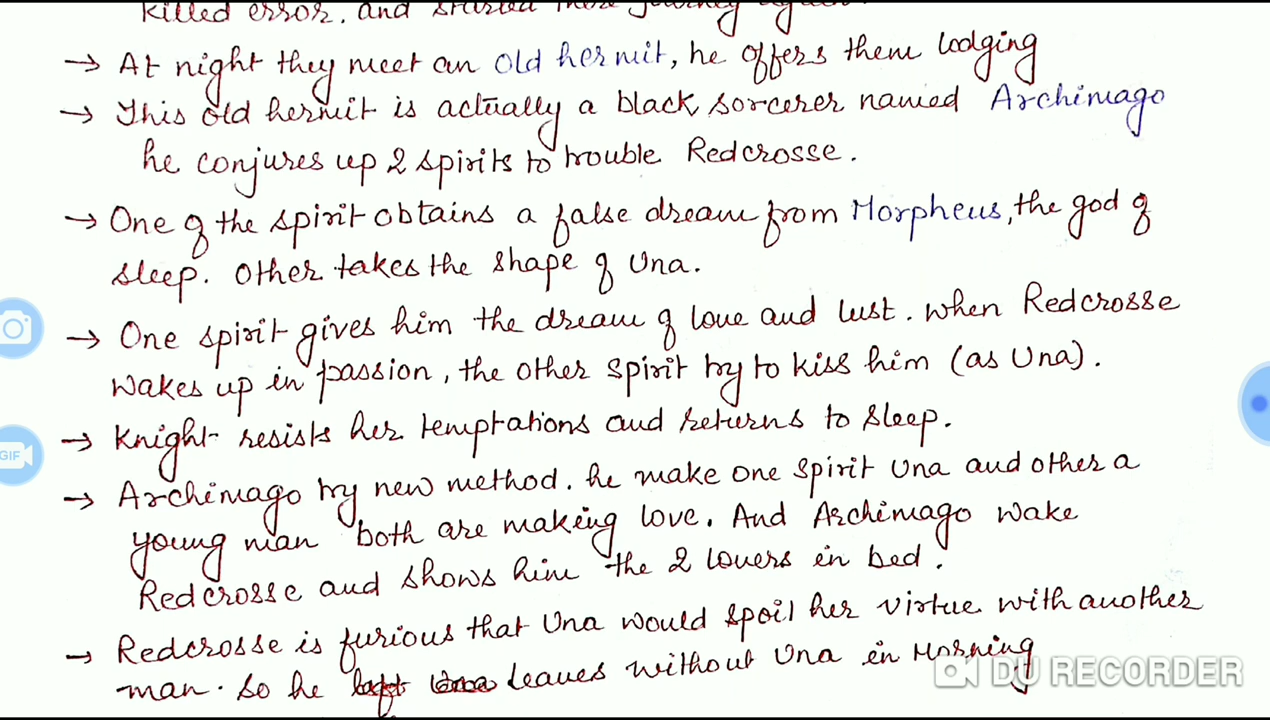 killed error. and started
→ At night they meet an old hermit, he offers them lodging
→ This old hermit is actually a black sorcerer named Archimago
he conjures up 2 spirits to trouble Redcrosse.
→ One of the spirit obtains a false dream from Morpheus, the god of
sleep. Other takes the shape of Una.
→ One spirit gives him the dream of love and lust. when Redcrosse
wakes up in passion, the other spirit try to kiss him (as Una).
→ Knight resists her temptations and returns to sleep.
→ Archimago try new method. he make one spirit Una and other a
young man both are making love. And Archimago wake
Redcrosse and shows him the 2 lovers in bed.
→ Redcrosse is furious that Una would spoil her virtue with another
man. So he left Una leaves without Una in Morning
GIF
DU RECORDER